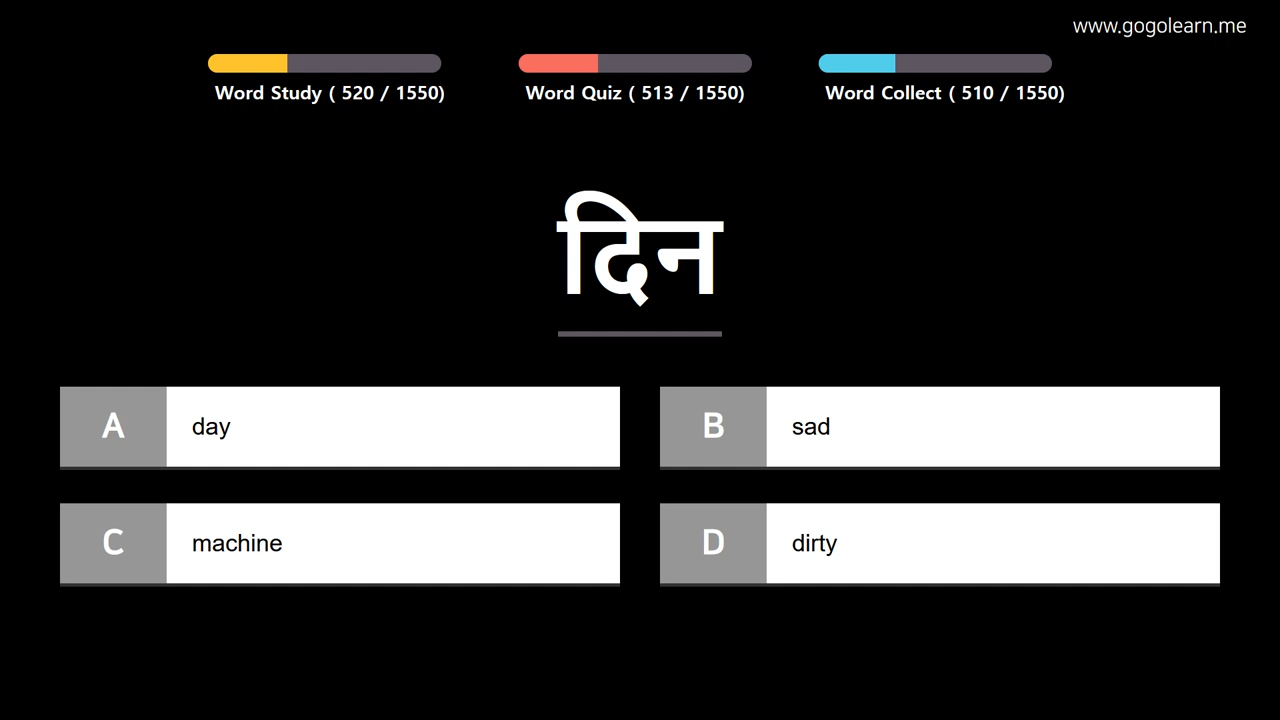 www.gogolearn.me
Word Study ( 520 / 1550)
Word Quiz ( 513 / 1550)
Word Collect ( 510 / 1550)
दिन
A day
B sad
C machine
D dirty